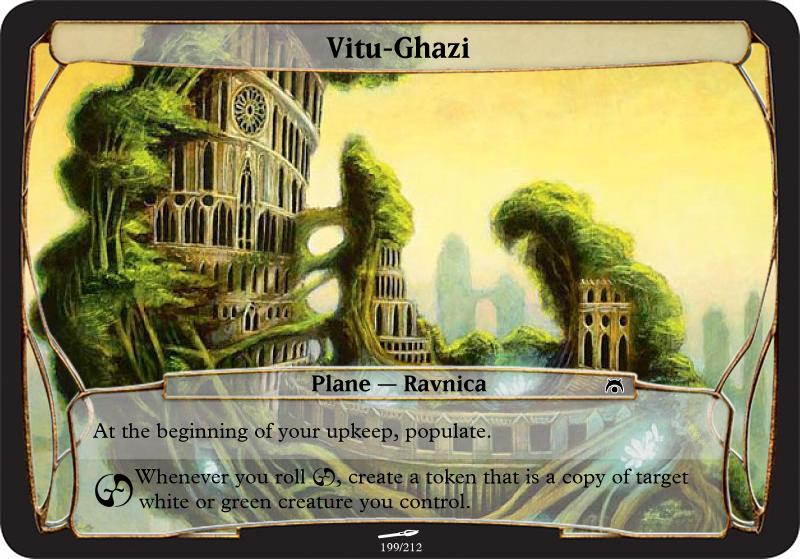 Vitu-Ghazi
Plane — Ravnica
At the beginning of your upkeep, populate.
Whenever you roll , create a token that is a copy of target
white or green creature you control.
199/212